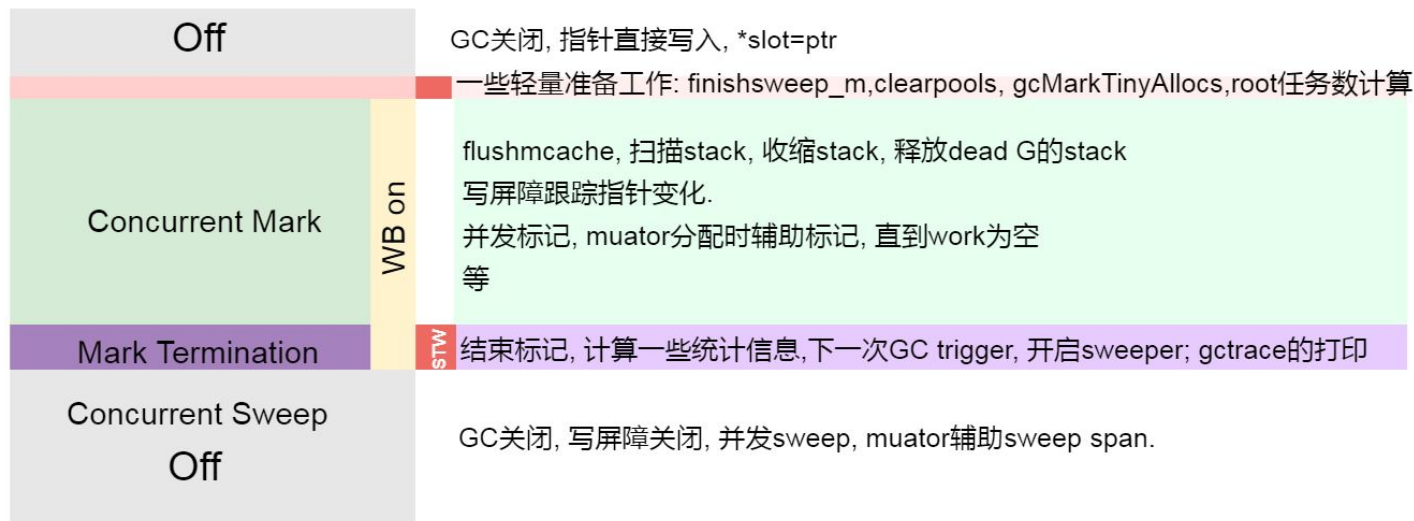 Off
GC关闭, 指针直接写入, *slot=ptr
一些轻量准备工作: finishsweep_m,clearpools, gcMarkTinyAllocs,root任务数计算
Concurrent Mark
WB on
flushmcache, 扫描stack, 收缩stack, 释放dead G的stack
写屏障跟踪指针变化.
并发标记, muator分配时辅助标记, 直到work为空
等
Mark Termination
STW
结束标记, 计算一些统计信息,下一次GC trigger, 开启sweeper; gctrace的打印
Concurrent Sweep
Off
GC关闭, 写屏障关闭, 并发sweep, muator辅助sweep span.